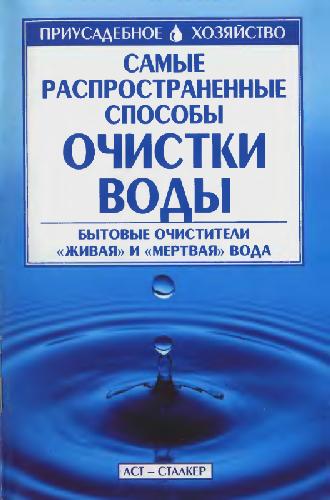 ПРИУСАДЕБНОЕ ХОЗЯЙСТВО
САМЫЕ
РАСПРОСТРАНЕННЫЕ
СПОСОБЫ
ОЧИСТКИ
ВОДЫ
БЫТОВЫЕ ОЧИСТИТЕЛИ
«ЖИВАЯ» И «МЕРТВАЯ» ВОДА
АСТ – СТАЛКЕР